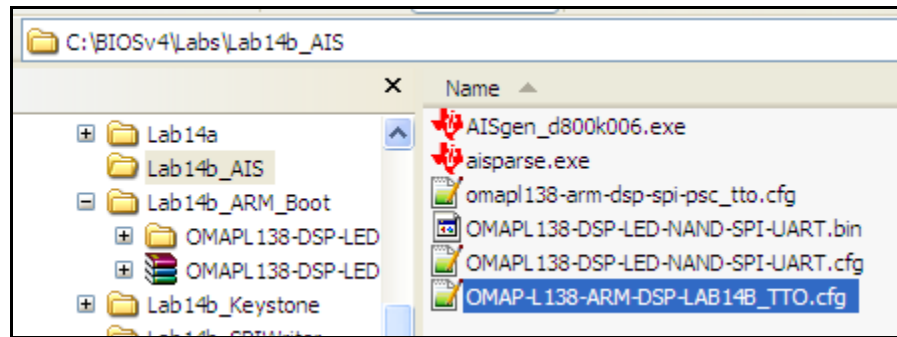 C:\BIOSv4\Labs\Lab14b_AIS
x
Name
Lab14a
Lab14b_AIS
Lab14b_ARM_Boot
OMAPL138-DSP-LED
OMAPL138-DSP-LED
Lab14b_Keystone
Lab14b_SPIWriter
AISgen_d800k006.exe
aisparse.exe
omapl138-arm-dsp-spi-psc_tto.cfg
OMAPL138-DSP-LED-NAND-SPI-UART.bin
OMAPL138-DSP-LED-NAND-SPI-UART.cfg
OMAP-L138-ARM-DSP-LAB14B_TTO.cfg